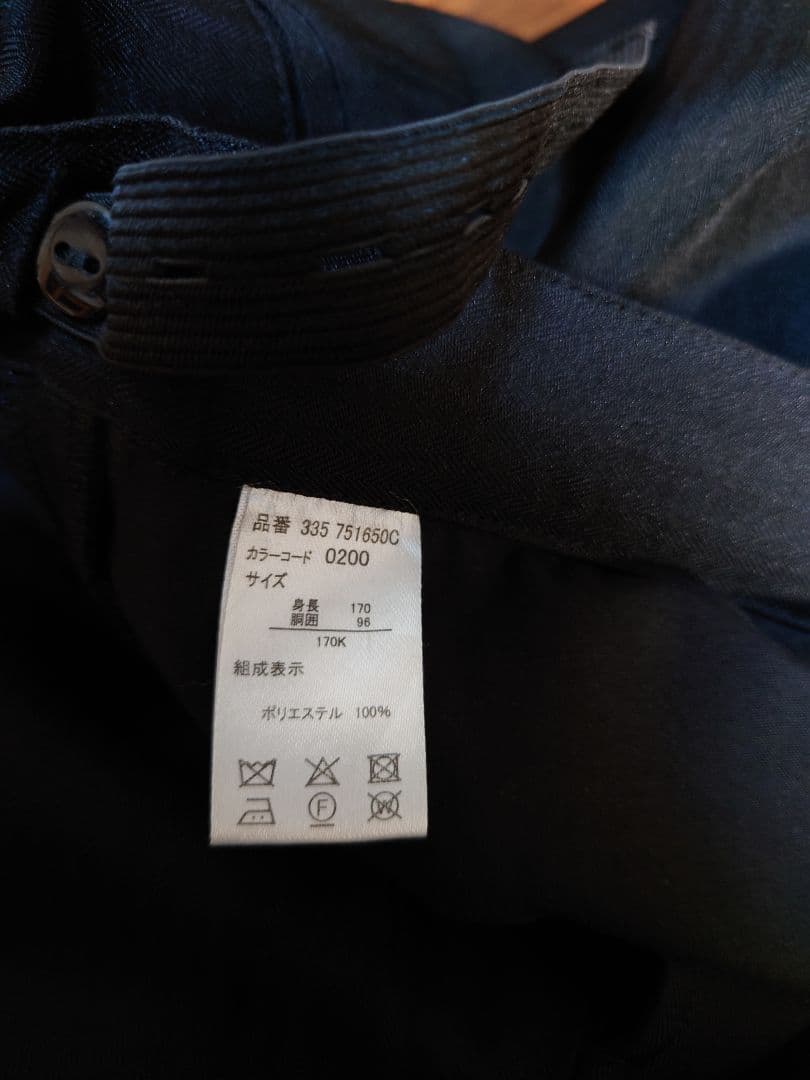 品番 335 751650C
カラーコード 0200
サイズ
身長 170
胴囲 96
170K
組成表示
ポリエステル 100%
F W